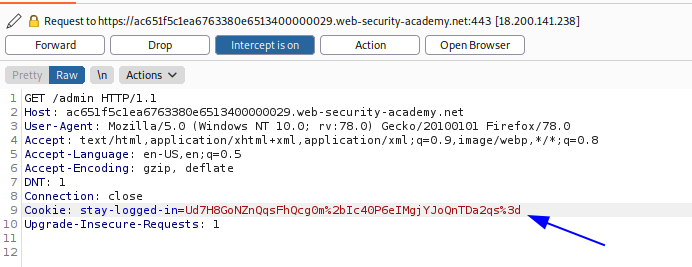 Request to https://ac651f5c1ea6763380e6513400000029.web-security-academy.net:443 [18.200.141.238]
Forward Drop Intercept is on Action Open Browser
Pretty Raw \n Actions
1 GET /admin HTTP/1.1
2 Host: ac651f5c1ea6763380e6513400000029.web-security-academy.net
3 User-Agent: Mozilla/5.0 (Windows NT 10.0; rv:78.0) Gecko/20100101 Firefox/78.0
4 Accept: text/html,application/xhtml+xml,application/xml;q=0.9,image/webp,*/*;q=0.8
5 Accept-Language: en-US,en;q=0.5
6 Accept-Encoding: gzip, deflate
7 DNT: 1
8 Connection: close
9 Cookie: stay-logged-in=Ud7H8GoNZnQqsFhQcg0m%2bIc40P6eIMgjYJoQnTDa2qs%3d
10 Upgrade-Insecure-Requests: 1
11
12